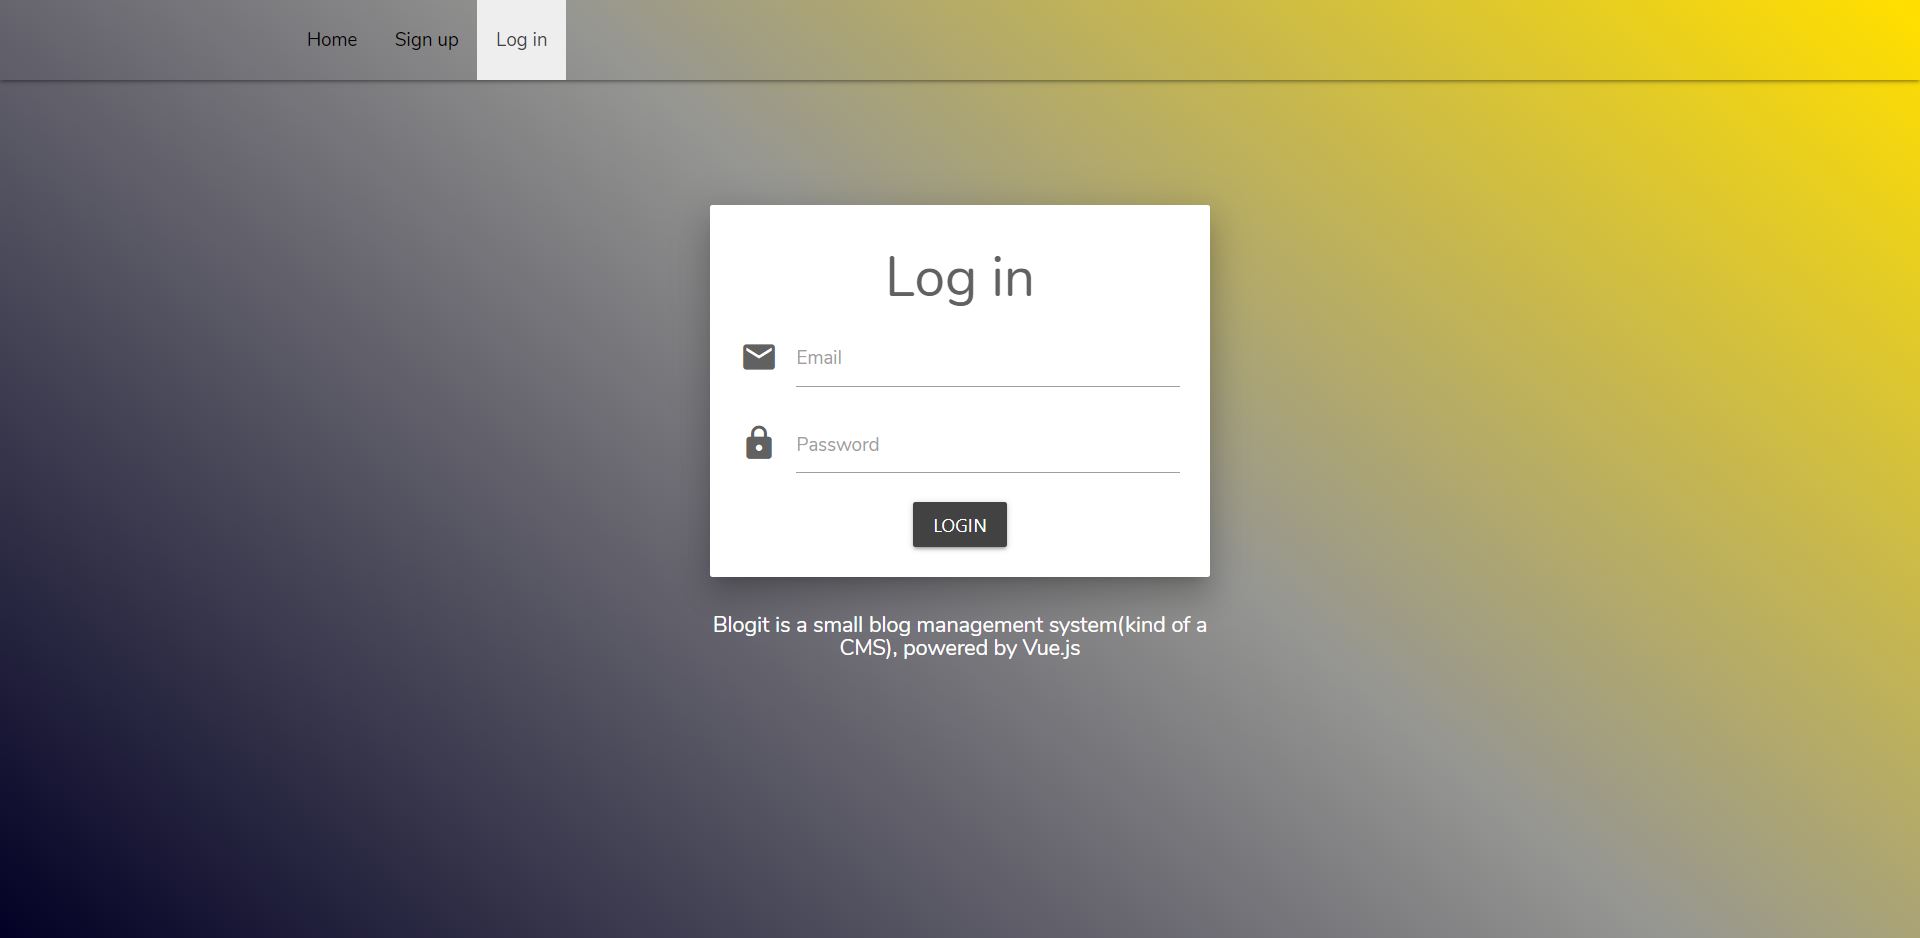 Home Sign up Log in
Log in
Email
Password
LOGIN
Blogit is a small blog management system(kind of a
CMS), powered by Vue.js